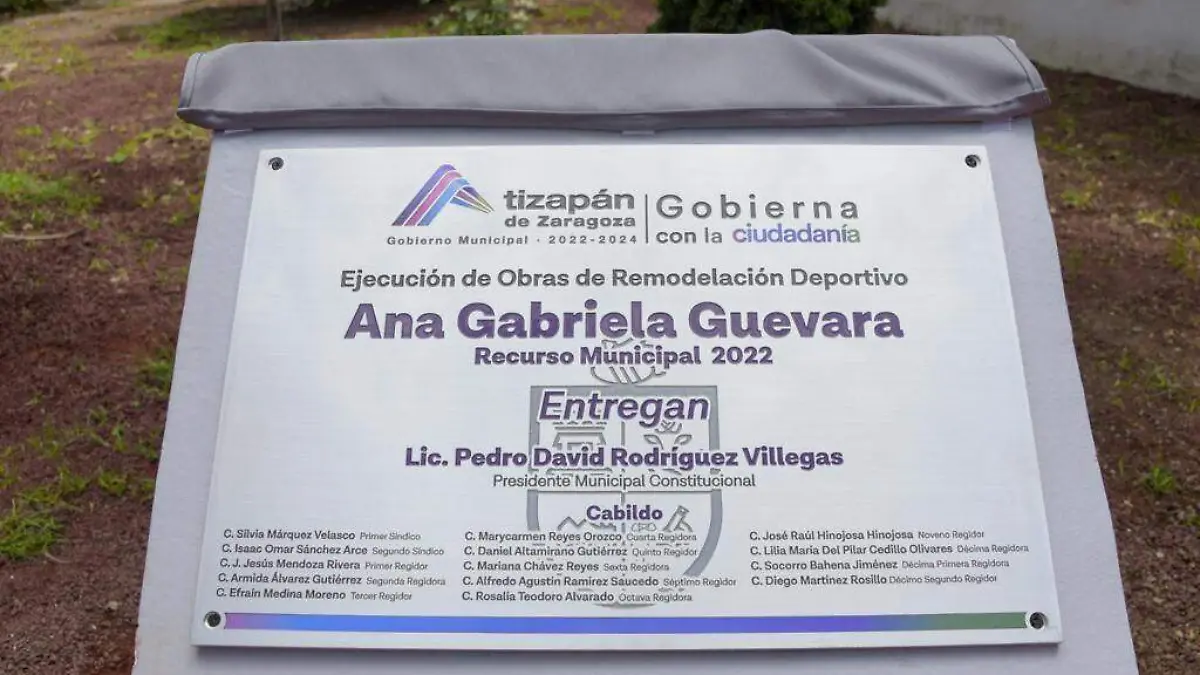 tizapán
de Zaragoza
Gobierno Municipal · 2022-2024
Gobierna
con la ciudadanía
Ejecución de Obras de Remodelación Deportivo
Ana Gabriela Guevara
Recurso Municipal 2022
Entregan
Lic. Pedro David Rodríguez Villegas
Presidente Municipal Constitucional
Cabildo
C. Silvia Márquez Velasco Primer Síndico
C. Isaac Omar Sánchez Arce Segundo Síndico
C. J. Jesús Mendoza Rivera Primer Regidor
C. Armida Álvarez Gutiérrez Segunda Regidora
C. Efraín Medina Moreno Tercer Regidor
C. Marycarmen Reyes Orozco Cuarta Regidora
C. Daniel Altamirano Gutiérrez Quinto Regidor
C. Mariana Chávez Reyes Sexta Regidora
C. Alfredo Agustín Ramírez Saucedo Séptimo Regidor
C. Rosalía Teodoro Alvarado Octava Regidora
C. José Raúl Hinojosa Hinojosa Noveno Regidor
C. Lilia Maria Del Pilar Cedillo Olivares Décima Regidora
C. Socorro Bahena Jiménez Décima Primera Regidora
C. Diego Martínez Rosillo Décimo Segundo Regidor